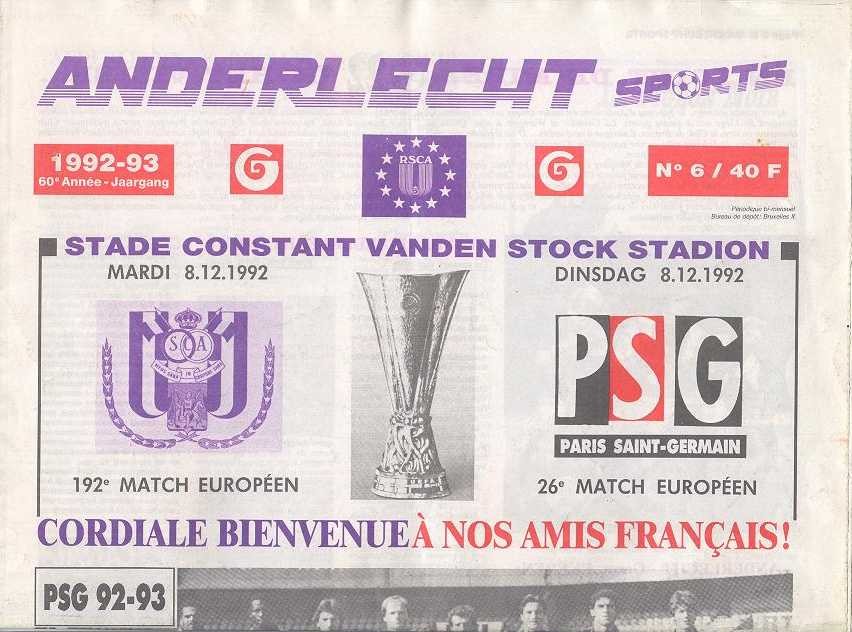 ANDERLECHT SPORTS
1992-93
60e Année - Jaargang
G
RSCA
G
N° 6 / 40 F
Périodique bi-mensuel
Bureau de dépôt: Bruxelles X
STADE CONSTANT VANDEN STOCK STADION
MARDI 8.12.1992
DINSDAG 8.12.1992
SCA
PSG
PARIS SAINT-GERMAIN
192e MATCH EUROPÉEN
26e MATCH EUROPÉEN
CORDIALE BIENVENUE À NOS AMIS FRANÇAIS!
PSG 92-93